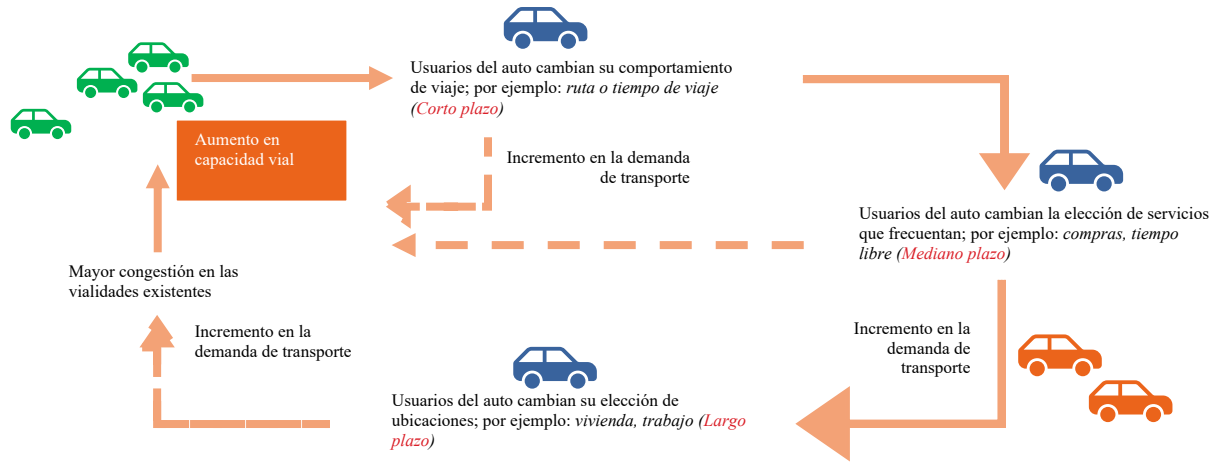 Usuarios del auto cambian su comportamiento
de viaje; por ejemplo: ruta o tiempo de viaje
(Corto plazo)
Aumento en
capacidad vial
Incremento en la demanda
de transporte
Usuarios del auto cambian la elección de servicios
que frecuentan; por ejemplo: compras, tiempo
libre (Mediano plazo)
Mayor congestión en las
vialidades existentes
Incremento en la
demanda de transporte
Incremento en la
demanda de
transporte
Usuarios del auto cambian su elección de
ubicaciones; por ejemplo: vivienda, trabajo (Largo
plazo)